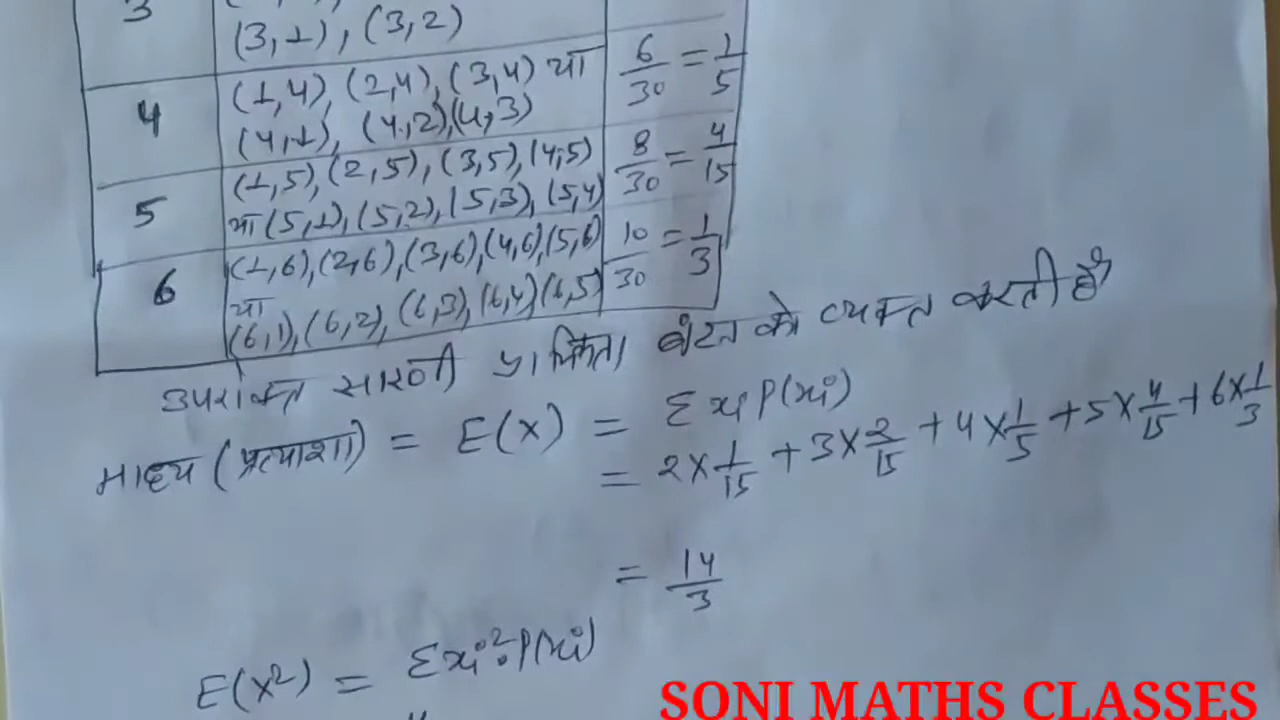 3
(3,1), (3,2)
4
(1,4), (2,4), (3,4) या
(4,1), (4,2),(4,3)
6/30 = 1/5
5
(1,5), (2,5), (3,5), (4,5)
या (5,1), (5,2), (5,3), (5,4)
8/30 = 4/15
6
(1,6), (2,6), (3,6), (4,6), (5,6)
या
(6,1), (6,2), (6,3), (6,4) (6,5)
10/30 = 1/3
उपरोक्त सारणी प्रायिकता बंटन को व्यक्त करती है
माध्य (प्रत्याशा) = E(X) = Σxi P(xi)
= 2×1/15 + 3×2/15 + 4×1/5 + 5×4/15 + 6×1/3
= 14/3
E(X²) = Σxi²·P(xi)
SONI MATHS CLASSES